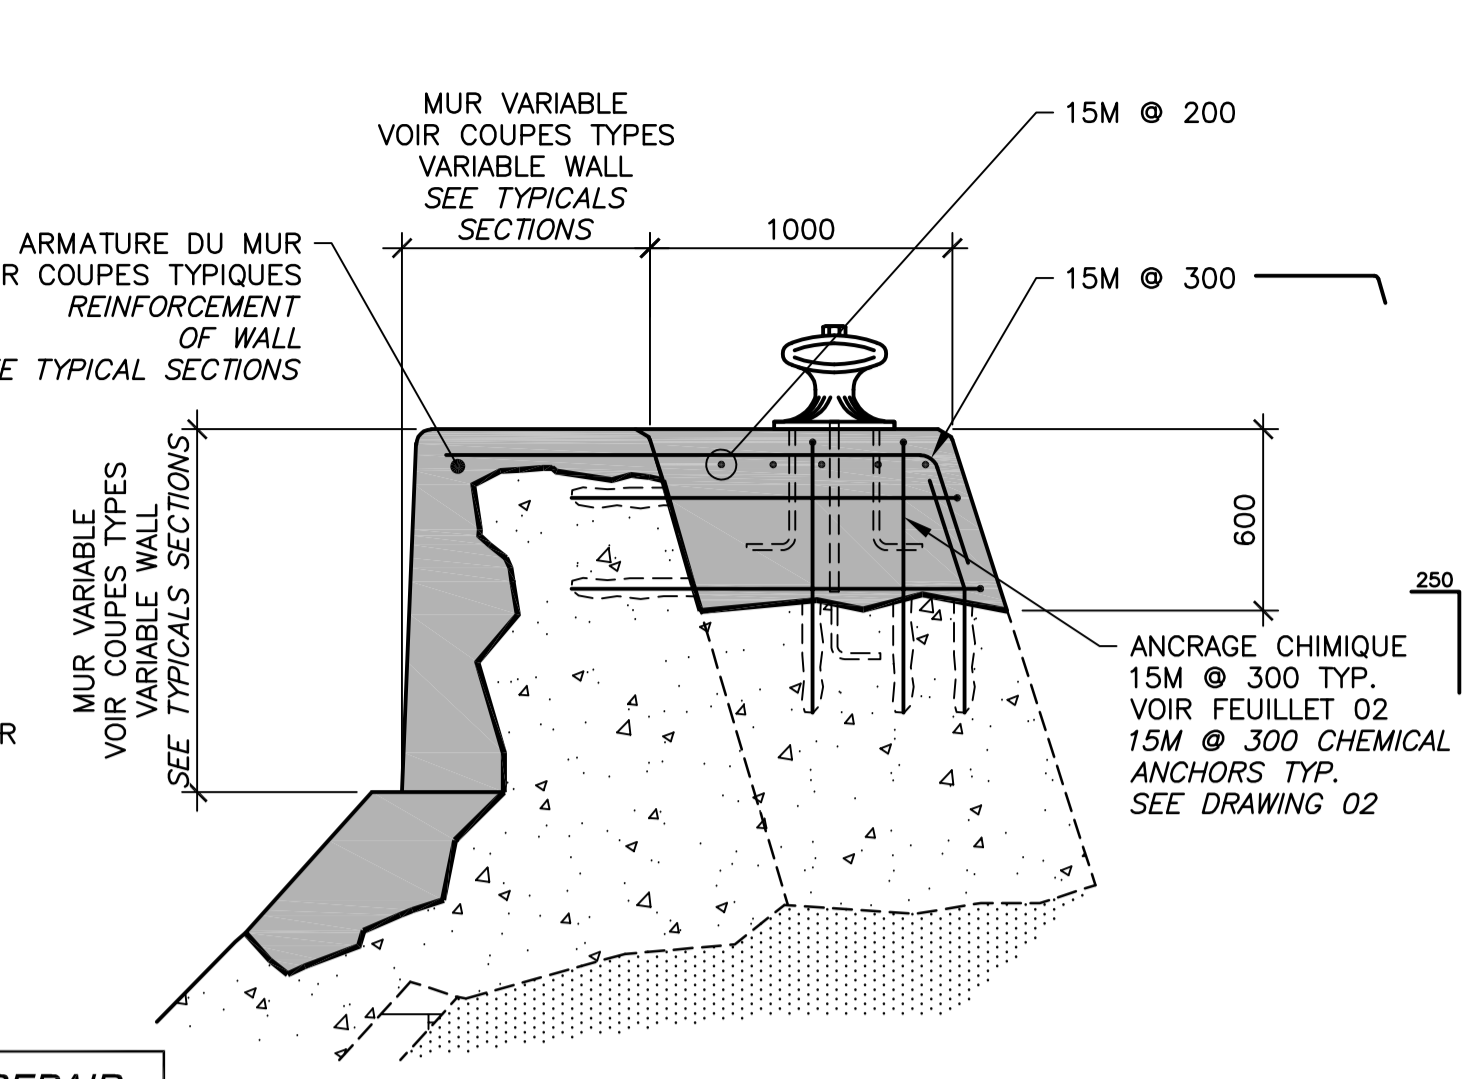 MUR VARIABLE
VOIR COUPES TYPES
VARIABLE WALL
SEE TYPICALS
SECTIONS
15M @ 200
1000
ARMATURE DU MUR
R COUPES TYPIQUES
REINFORCEMENT
OF WALL
E TYPICAL SECTIONS
15M @ 300
MUR VARIABLE
VOIR COUPES TYPES
VARIABLE WALL
SEE TYPICALS SECTIONS
600
250
ANCRAGE CHIMIQUE
15M @ 300 TYP.
VOIR FEUILLET 02
15M @ 300 CHEMICAL
ANCHORS TYP.
SEE DRAWING 02
R